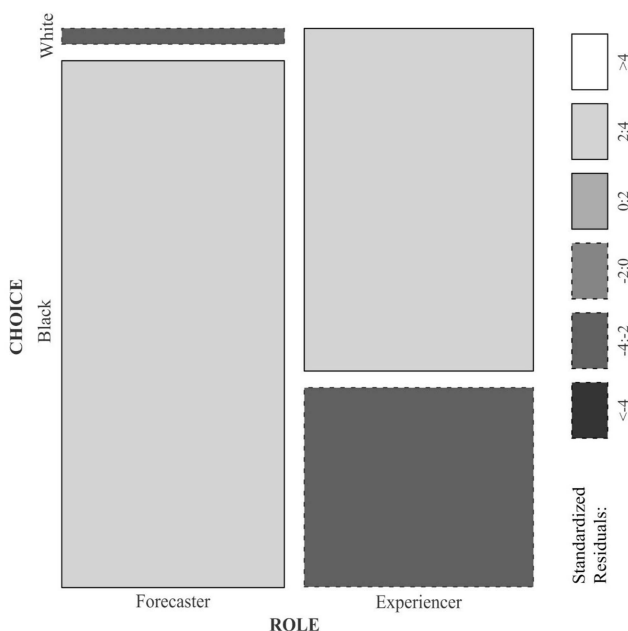 White
CHOICE
Black
Forecaster
Experiencer
ROLE
>4
2:4
0:2
-2:0
-4:-2
<-4
Standardized
Residuals: